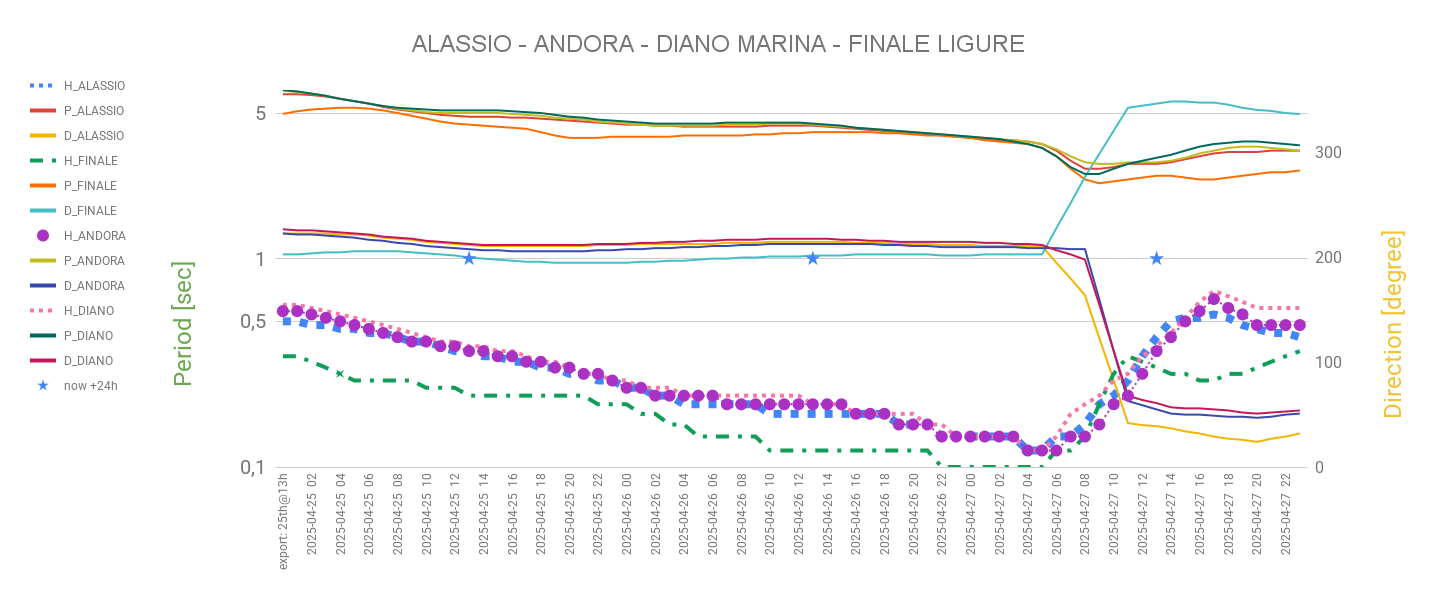 ALASSIO - ANDORA - DIANO MARINA - FINALE LIGURE
H_ALASSIO
P_ALASSIO
D_ALASSIO
H_FINALE
P_FINALE
D_FINALE
H_ANDORA
P_ANDORA
D_ANDORA
H_DIANO
P_DIANO
D_DIANO
now +24h
Period [sec]
5
1
0,5
0,1
300
200
100
0
Direction [degree]
export: 25th@13h
2025-04-25 02
2025-04-25 04
2025-04-25 06
2025-04-25 08
2025-04-25 10
2025-04-25 12
2025-04-25 14
2025-04-25 16
2025-04-25 18
2025-04-25 20
2025-04-25 22
2025-04-26 00
2025-04-26 02
2025-04-26 04
2025-04-26 06
2025-04-26 08
2025-04-26 10
2025-04-26 12
2025-04-26 14
2025-04-26 16
2025-04-26 18
2025-04-26 20
2025-04-26 22
2025-04-27 00
2025-04-27 02
2025-04-27 04
2025-04-27 06
2025-04-27 08
2025-04-27 10
2025-04-27 12
2025-04-27 14
2025-04-27 16
2025-04-27 18
2025-04-27 20
2025-04-27 22